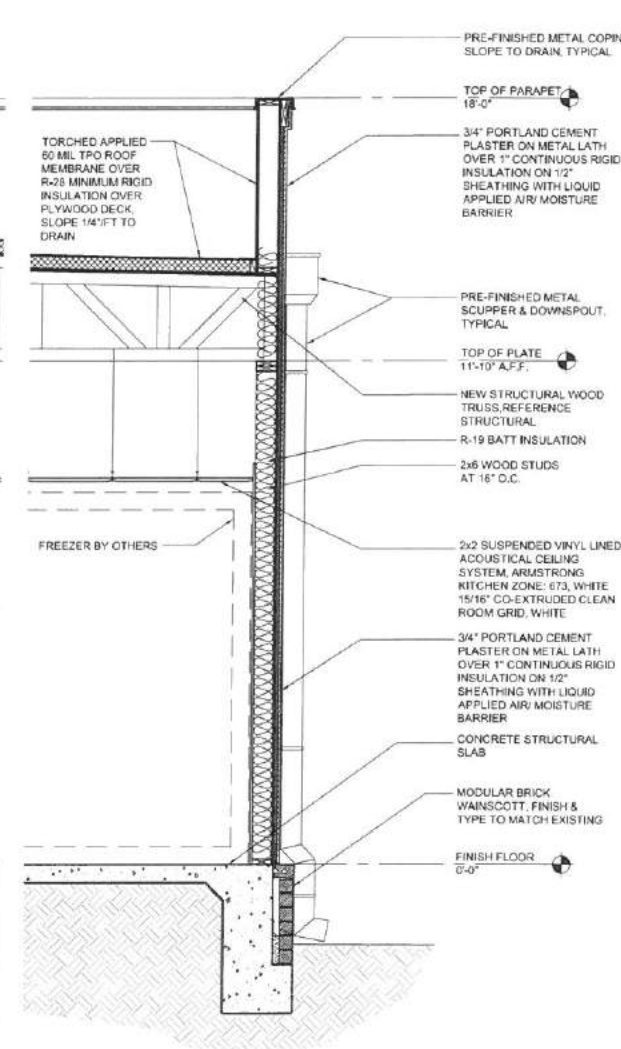 PRE-FINISHED METAL COPIN
SLOPE TO DRAIN, TYPICAL
TOP OF PARAPET
18'-0"
TORCHED APPLIED
60 MIL TPO ROOF
MEMBRANE OVER
R-28 MINIMUM RIGID
INSULATION OVER
PLYWOOD DECK,
SLOPE 1/4"/FT TO
DRAIN
3/4" PORTLAND CEMENT
PLASTER ON METAL LATH
OVER 1" CONTINUOUS RIGID
INSULATION ON 1/2"
SHEATHING WITH LIQUID
APPLIED AIR/ MOISTURE
BARRIER
PRE-FINISHED METAL
SCUPPER & DOWNSPOUT,
TYPICAL
TOP OF PLATE
11'-10" A.F.F.
NEW STRUCTURAL WOOD
TRUSS,REFERENCE
STRUCTURAL
R-19 BATT INSULATION
2x6 WOOD STUDS
AT 16" O.C.
FREEZER BY OTHERS
2x2 SUSPENDED VINYL LINED
ACOUSTICAL CEILING
SYSTEM, ARMSTRONG
KITCHEN ZONE: 673, WHITE
15/16" CO-EXTRUDED CLEAN
ROOM GRID, WHITE
3/4" PORTLAND CEMENT
PLASTER ON METAL LATH
OVER 1" CONTINUOUS RIGID
INSULATION ON 1/2"
SHEATHING WITH LIQUID
APPLIED AIR/ MOISTURE
BARRIER
CONCRETE STRUCTURAL
SLAB
MODULAR BRICK
WAINSCOTT, FINISH &
TYPE TO MATCH EXISTING
FINISH FLOOR
0'-0"